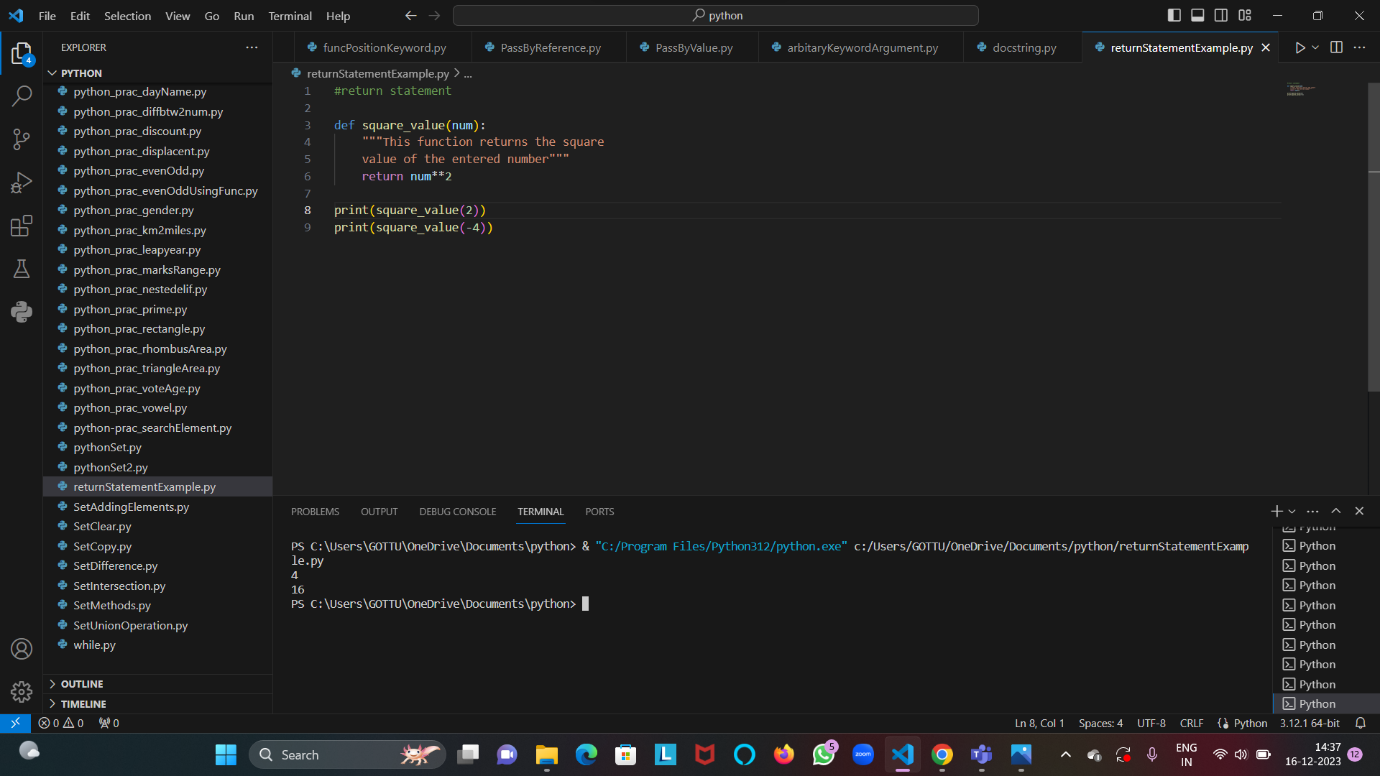 File Edit Selection View Go Run Terminal Help
python
EXPLORER
4
funcPositionKeyword.py PassByReference.py PassByValue.py arbitaryKeywordArgument.py docstring.py returnStatementExample.py
PYTHON
python_prac_dayName.py
python_prac_diffbtw2num.py
python_prac_discount.py
python_prac_displacent.py
python_prac_evenOdd.py
python_prac_evenOddUsingFunc.py
python_prac_gender.py
python_prac_km2miles.py
python_prac_leapyear.py
python_prac_marksRange.py
python_prac_nestedelif.py
python_prac_prime.py
python_prac_rectangle.py
python_prac_rhombusArea.py
python_prac_triangleArea.py
python_prac_voteAge.py
python_prac_vowel.py
python-prac_searchElement.py
pythonSet.py
pythonSet2.py
returnStatementExample.py
SetAddingElements.py
SetClear.py
SetCopy.py
SetDifference.py
SetIntersection.py
SetMethods.py
SetUnionOperation.py
while.py
OUTLINE
TIMELINE
returnStatementExample.py > ...
1 #return statement
2
3 def square_value(num):
4 """This function returns the square
5 value of the entered number"""
6 return num**2
7
8 print(square_value(2))
9 print(square_value(-4))
PROBLEMS OUTPUT DEBUG CONSOLE TERMINAL PORTS
PS C:\Users\GOTTU\OneDrive\Documents\python> & "C:/Program Files/Python312/python.exe" c:/Users/GOTTU/OneDrive/Documents/python/returnStatementExamp
le.py
4
16
PS C:\Users\GOTTU\OneDrive\Documents\python>
Python
Python
Python
Python
Python
Python
Python
Python
Python
Python
0 0 0
Ln 8, Col 1 Spaces: 4 UTF-8 CRLF Python 3.12.1 64-bit
Search
5
zoom
ENG
IN
14:37
16-12-2023
12